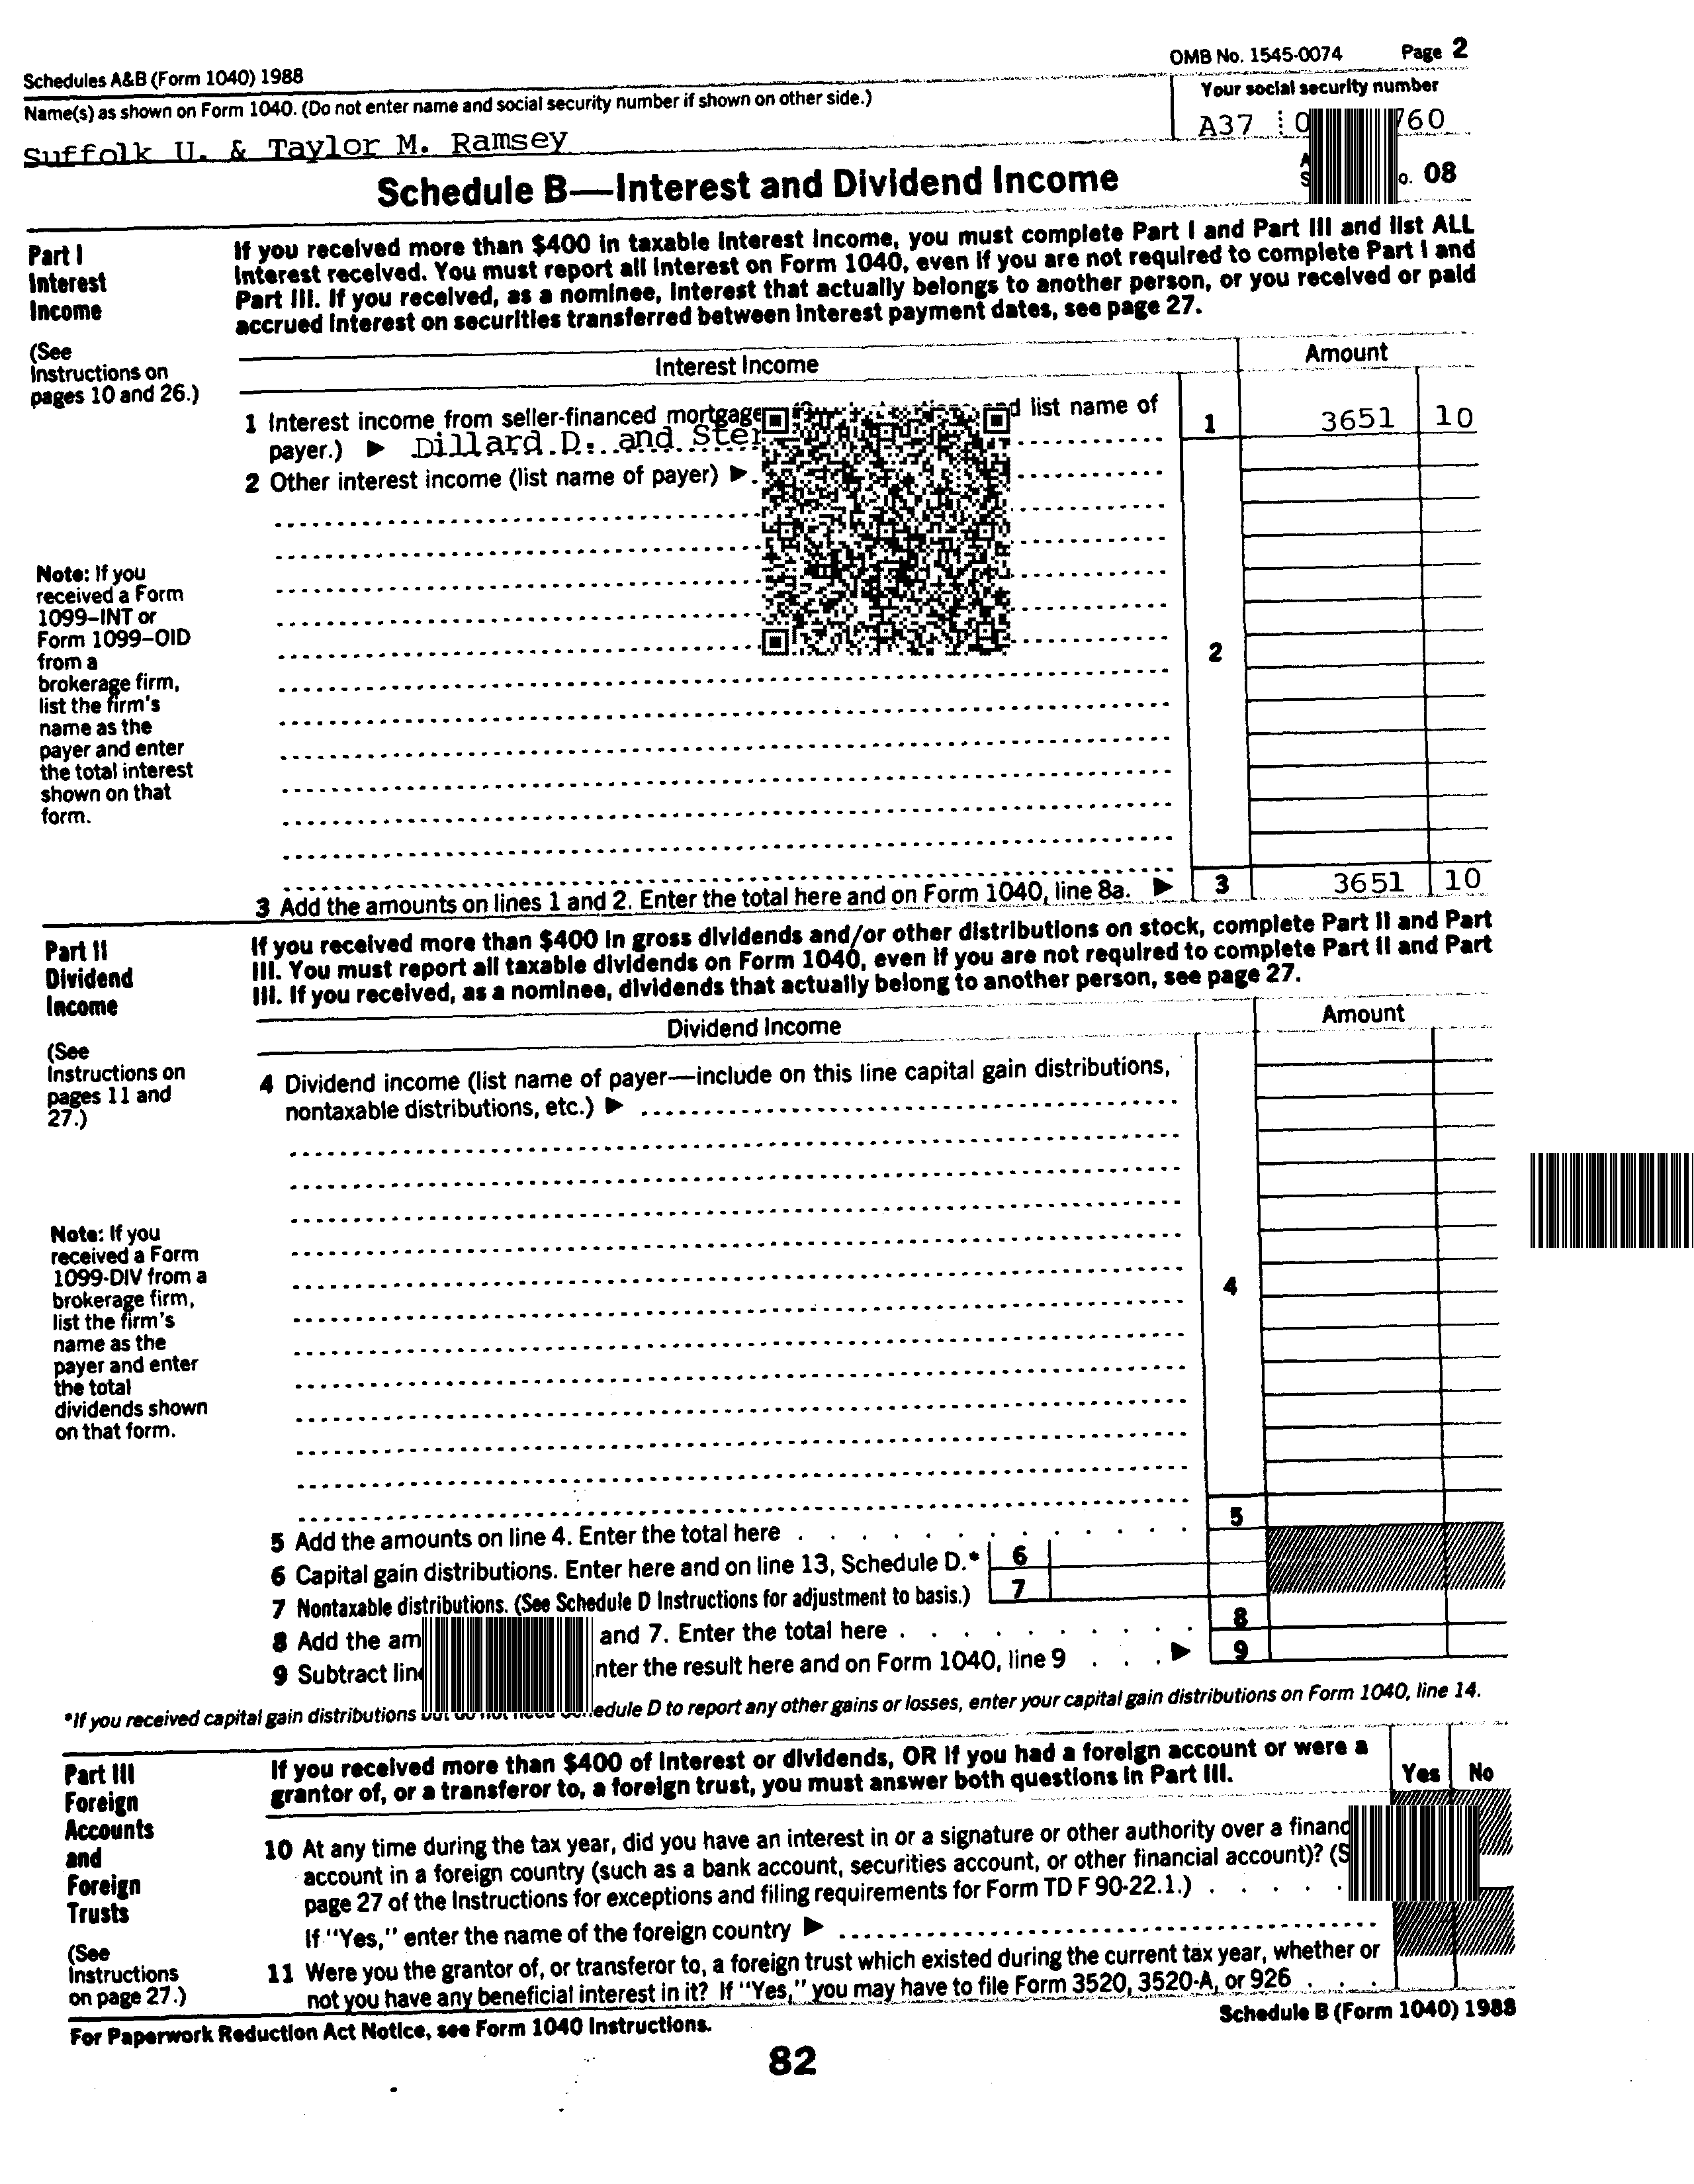 Schedules A&B (Form 1040) 1988
OMB No. 1545-0074 Page 2
Name(s) as shown on Form 1040. (Do not enter name and social security number if shown on other side.)
Your social security number
Suffolk U. & Taylor M. Ramsey
A37 60
Schedule B—Interest and Dividend Income
08
Part I
Interest
Income
If you received more than $400 in taxable interest income, you must complete Part I and Part III and list ALL
interest received. You must report all interest on Form 1040, even if you are not required to complete Part I and
Part III. If you received, as a nominee, interest that actually belongs to another person, or you received or paid
accrued interest on securities transferred between interest payment dates, see page 27.
(See
Instructions on
pages 10 and 26.)
Interest Income
Amount
1 Interest income from seller-financed list name of 1 3651 10
payer.) ▶ Dillard D. and
2 Other interest income (list name of payer) ▶
2
Note: If you
received a Form
1099–INT or
Form 1099–OID
from a
brokerage firm,
list the firm's
name as the
payer and enter
the total interest
shown on that
form.
3 Add the amounts on lines 1 and 2. Enter the total here and on Form 1040, line 8a. ▶ 3 3651 10
Part II
Dividend
Income
If you received more than $400 in gross dividends and/or other distributions on stock, complete Part II and Part
III. You must report all taxable dividends on Form 1040, even if you are not required to complete Part II and Part
III. If you received, as a nominee, dividends that actually belong to another person, see page 27.
(See
Instructions on
pages 11 and
27.)
Dividend Income
Amount
4 Dividend income (list name of payer—include on this line capital gain distributions,
nontaxable distributions, etc.) ▶
4
Note: If you
received a Form
1099-DIV from a
brokerage firm,
list the firm's
name as the
payer and enter
the total
dividends shown
on that form.
5 Add the amounts on line 4. Enter the total here 5
6 Capital gain distributions. Enter here and on line 13, Schedule D.* 6
7 Nontaxable distributions. (See Schedule D Instructions for adjustment to basis.) 7
8 Add the and 7. Enter the total here 8
9 Subtract the result here and on Form 1040, line 9 ▶ 9
*If you received capital gain distributions D to report any other gains or losses, enter your capital gain distributions on Form 1040, line 14.
Part III
Foreign
Accounts
and
Foreign
Trusts
(See
Instructions
on page 27.)
If you received more than $400 of interest or dividends, OR if you had a foreign account or were a
grantor of, or a transferor to, a foreign trust, you must answer both questions in Part III.
Yes No
10 At any time during the tax year, did you have an interest in or a signature or other authority over a
account in a foreign country (such as a bank account, securities account, or other financial account)?
page 27 of the Instructions for exceptions and filing requirements for Form TD F 90-22.1.)
If "Yes," enter the name of the foreign country ▶
11 Were you the grantor of, or transferor to, a foreign trust which existed during the current tax year, whether or
not you have any beneficial interest in it? If "Yes," you may have to file Form 3520, 3520-A, or 926
For Paperwork Reduction Act Notice, see Form 1040 Instructions.
Schedule B (Form 1040) 1988
82